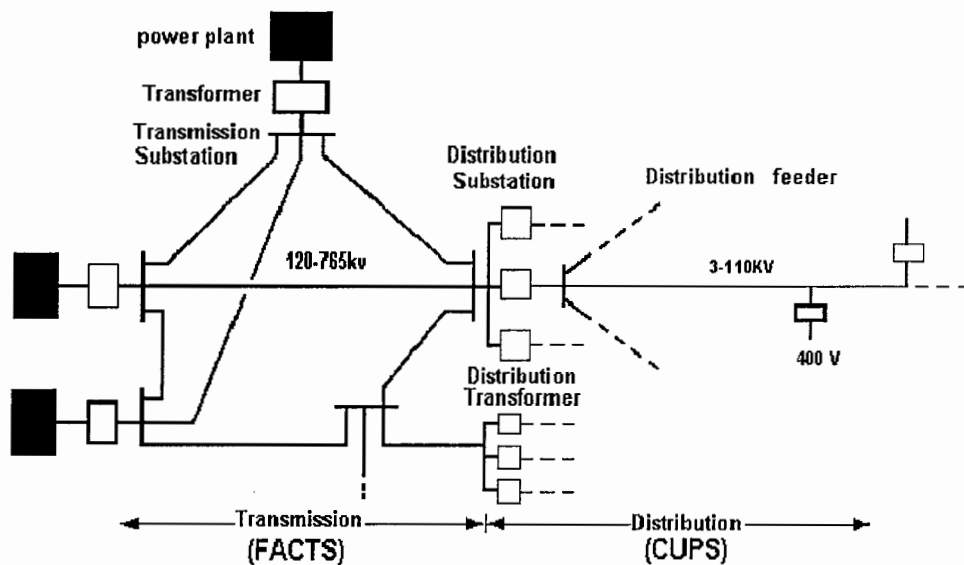 power plant
Transformer
Transmission
Substation
Distribution
Substation
Distribution feeder
120-765kv
3-110KV
400 V
Distribution
Transformer
Transmission
(FACTS)
Distribution
(CUPS)